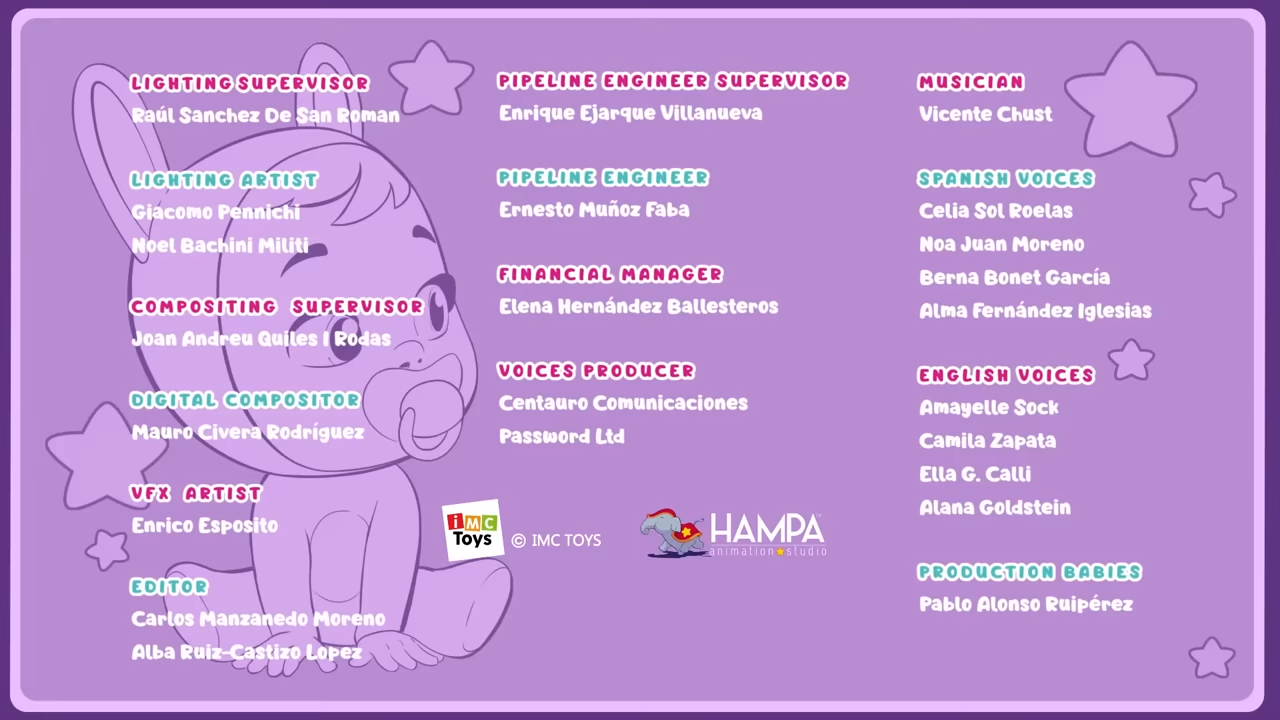 LIGHTING SUPERVISOR
Raúl Sanchez De San Roman
LIGHTING ARTIST
Giacomo Pennichi
Noel Bachini Militi
COMPOSITING SUPERVISOR
Joan Andreu Quiles I Rodas
DIGITAL COMPOSITOR
Mauro Civera Rodríguez
VFX ARTIST
Enrico Esposito
EDITOR
Carlos Manzanedo Moreno
Alba Ruiz-Castizo Lopez
PIPELINE ENGINEER SUPERVISOR
Enrique Ejarque Villanueva
PIPELINE ENGINEER
Ernesto Muñoz Faba
FINANCIAL MANAGER
Elena Hernández Ballesteros
VOICES PRODUCER
Centauro Comunicaciones
Password Ltd
iMC
Toys
© IMC TOYS
HAMPA
animation studio
MUSICIAN
Vicente Chust
SPANISH VOICES
Celia Sol Roelas
Noa Juan Moreno
Berna Bonet García
Alma Fernández Iglesias
ENGLISH VOICES
Amayelle Sock
Camila Zapata
Ella G. Calli
Alana Goldstein
PRODUCTION BABIES
Pablo Alonso Ruipérez